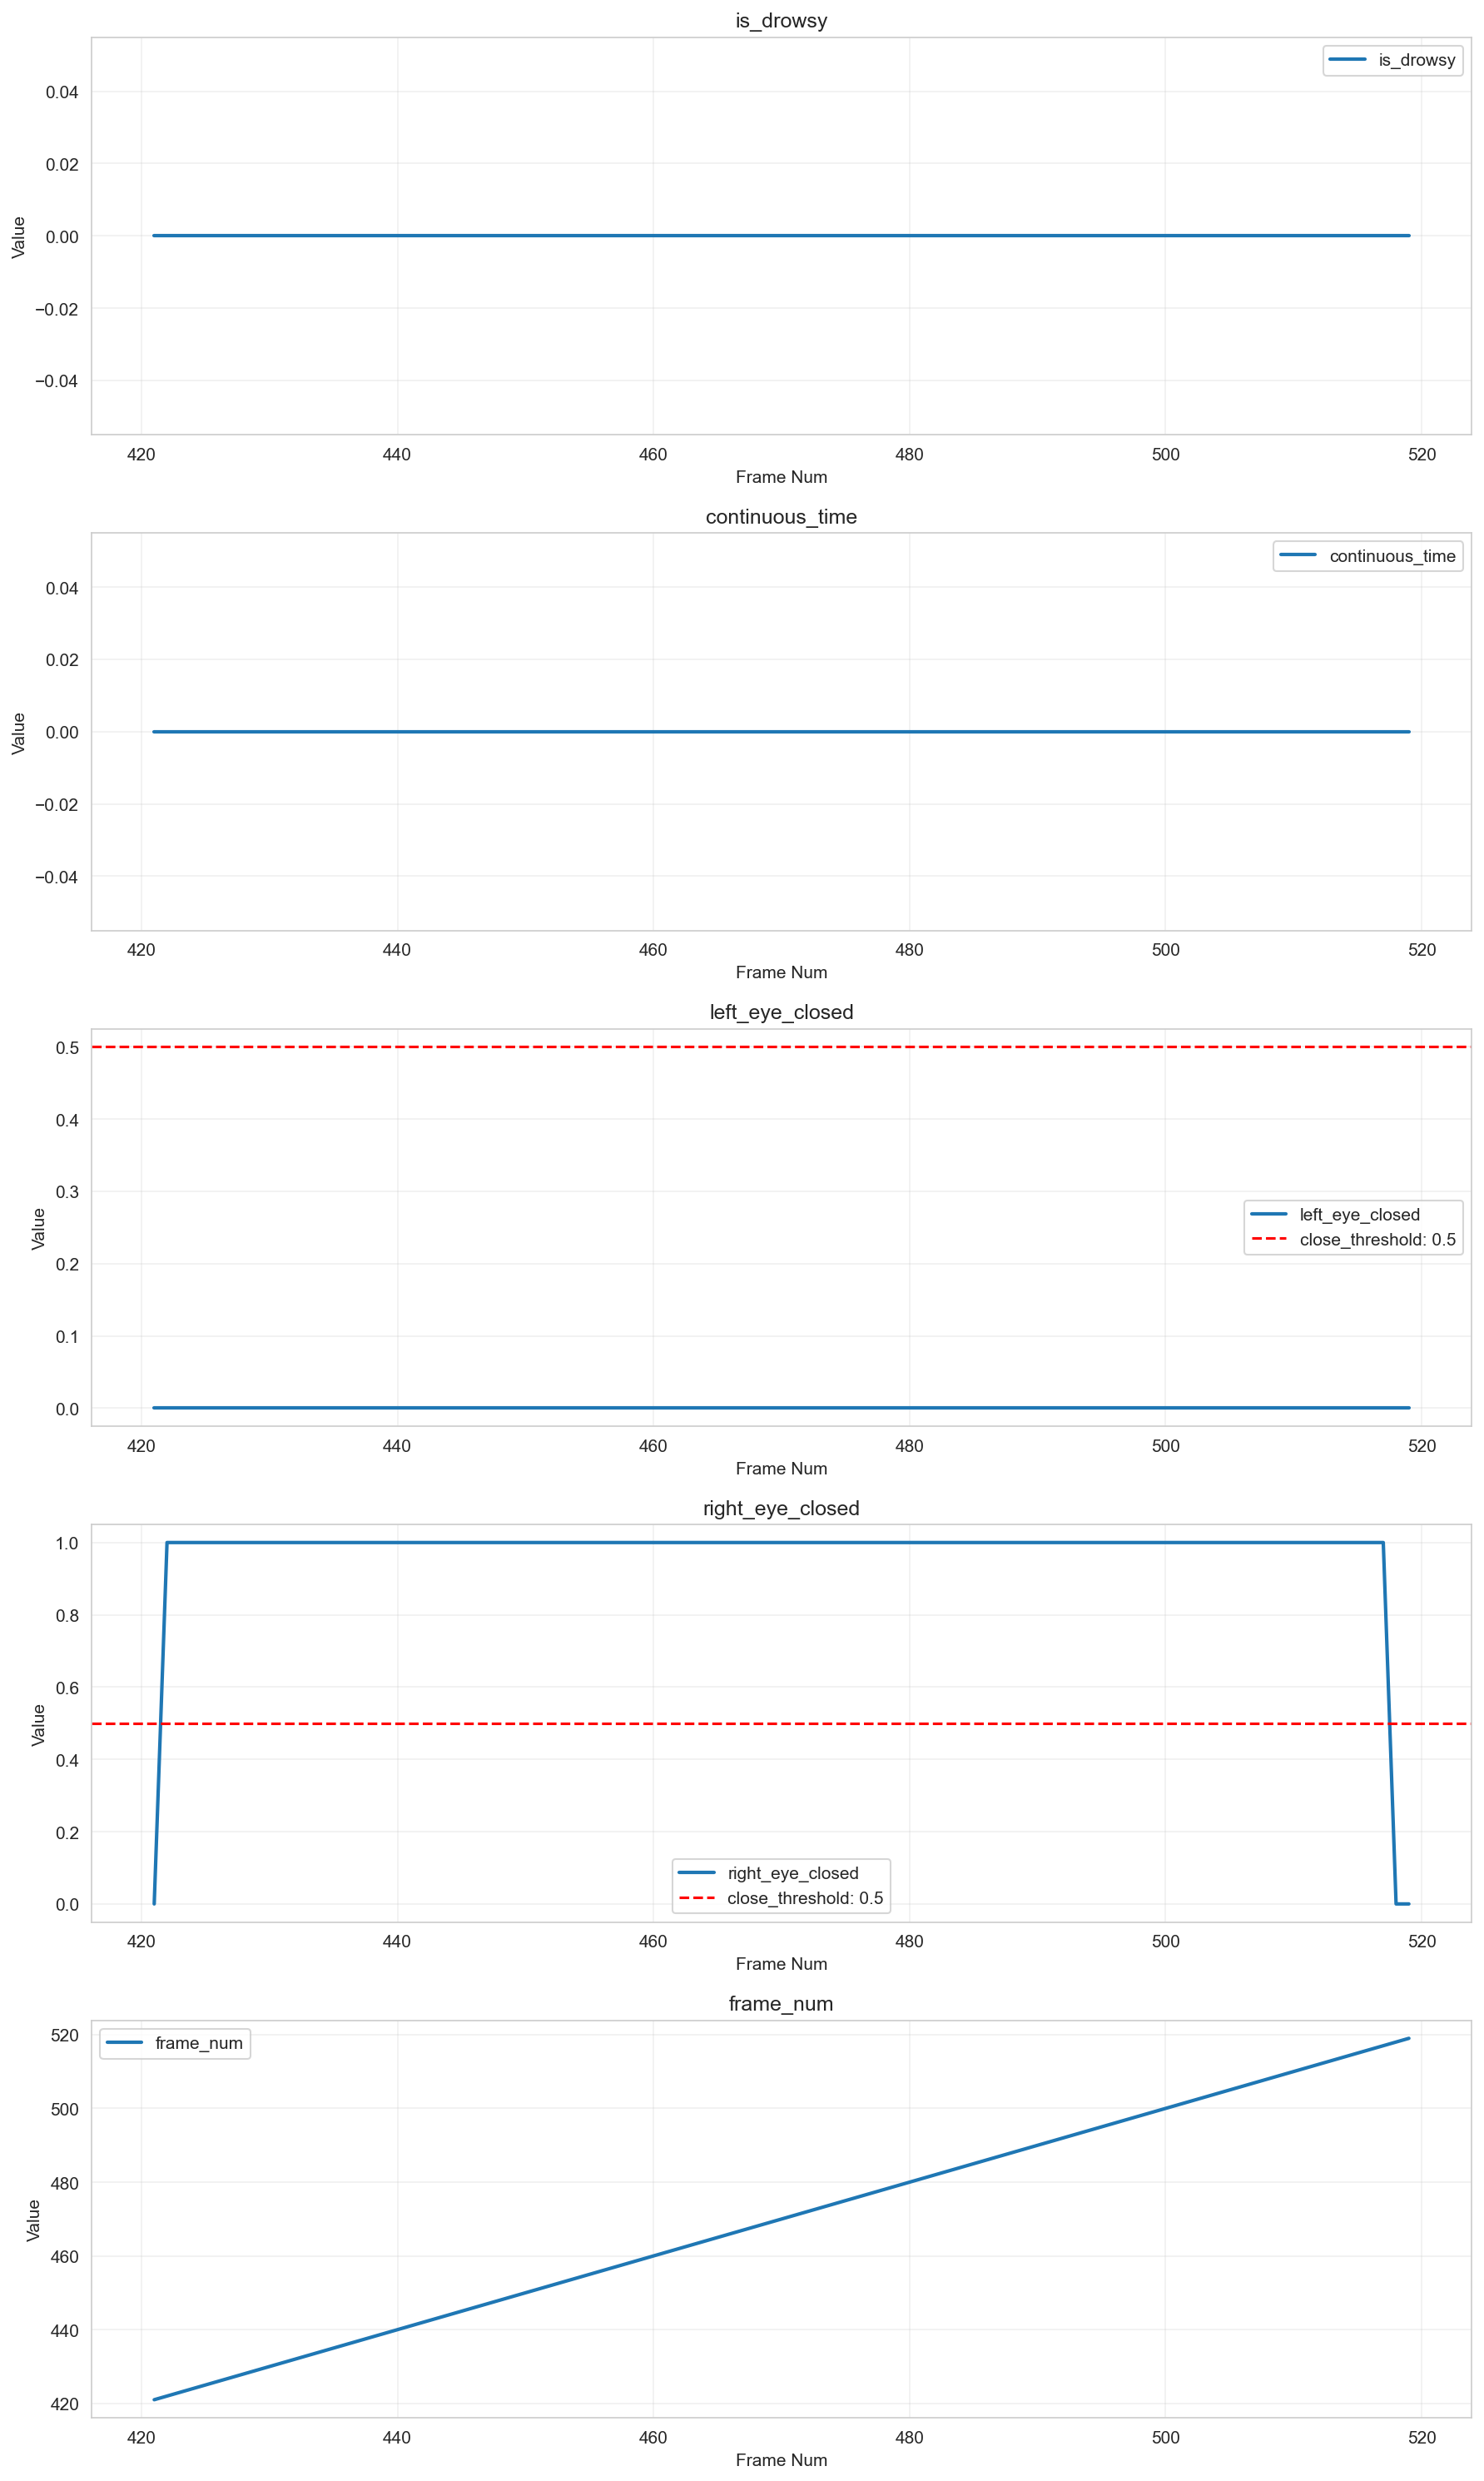 is_drowsy
is_drowsy
0.04
0.02
0.00
−0.02
−0.04
Value
420 440 460 480 500 520
Frame Num
continuous_time
continuous_time
0.04
0.02
0.00
−0.02
−0.04
Value
420 440 460 480 500 520
Frame Num
left_eye_closed
0.5
0.4
0.3
0.2
0.1
0.0
Value
left_eye_closed
close_threshold: 0.5
420 440 460 480 500 520
Frame Num
right_eye_closed
1.0
0.8
0.6
0.4
0.2
0.0
Value
right_eye_closed
close_threshold: 0.5
420 440 460 480 500 520
Frame Num
frame_num
frame_num
520
500
480
460
440
420
Value
420 440 460 480 500 520
Frame Num